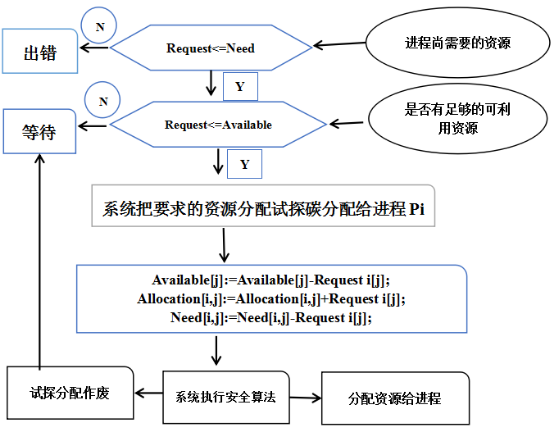 N
出错
Request<=Need
进程尚需要的资源
Y
N
等待
Request<=Available
是否有足够的可利
用资源
Y
系统把要求的资源分配试探碳分配给进程 Pi
Available[j]:=Available[j]-Request i[j];
Allocation[i,j]:=Allocation[i,j]+Request i[j];
Need[i,j]:=Need[i,j]-Request i[j];
试探分配作废
系统执行安全算法
分配资源给进程